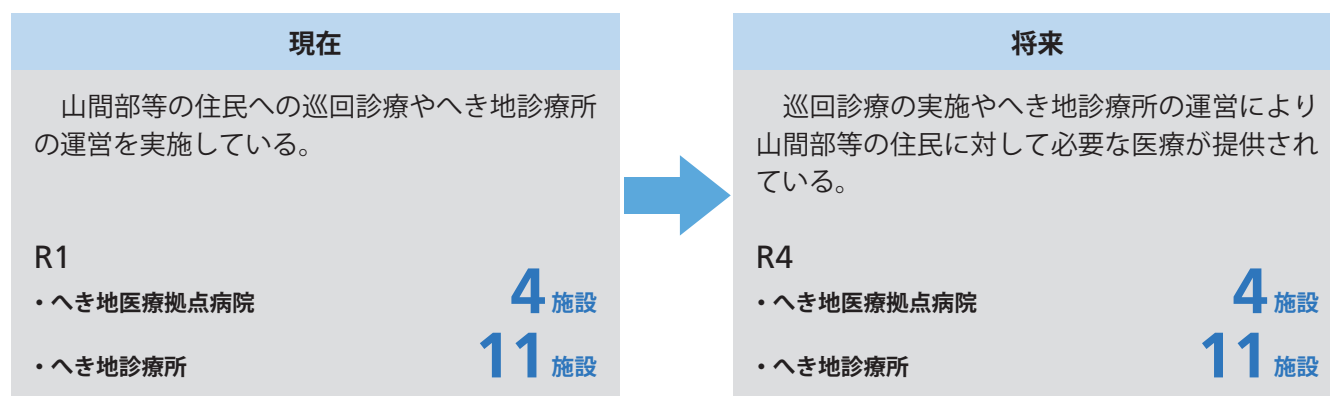 現在
山間部等の住民への巡回診療やへき地診療所
の運営を実施している。
R1
・へき地医療拠点病院 4施設
・へき地診療所 11施設
将来
巡回診療の実施やへき地診療所の運営により
山間部等の住民に対して必要な医療が提供され
ている。
R4
・へき地医療拠点病院 4施設
・へき地診療所 11施設